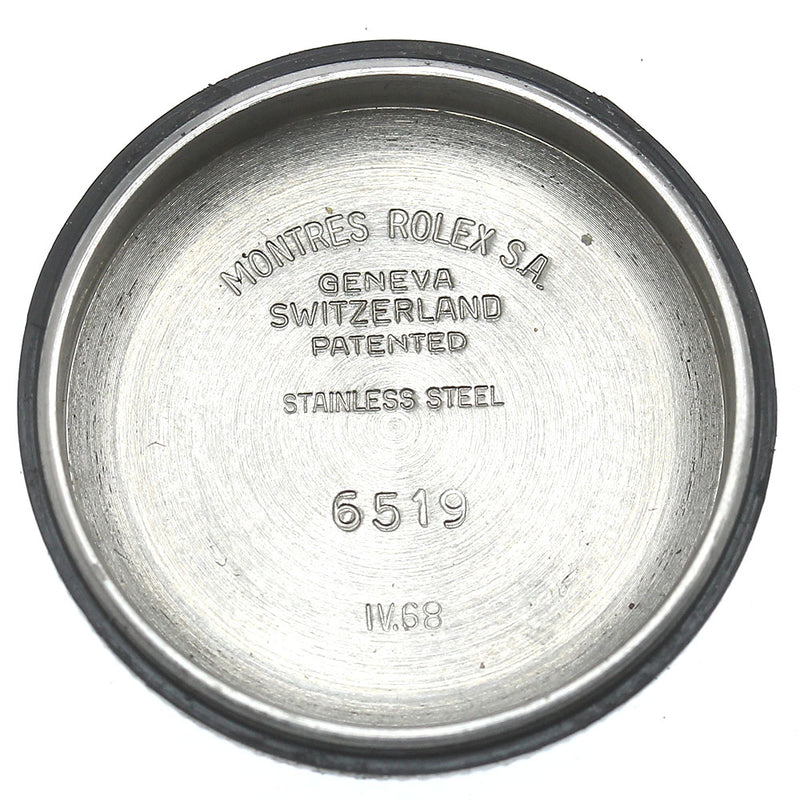 MONTRES ROLEX S.A.
GENEVA
SWITZERLAND
PATENTED
STAINLESS STEEL
6519
IV.68